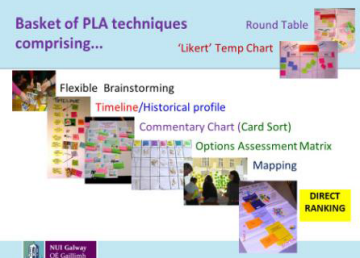 Basket of PLA techniques
comprising...
Round Table
‘Likert’ Temp Chart
Flexible Brainstorming
Timeline/Historical profile
Commentary Chart (Card Sort)
Options Assessment Matrix
Mapping
DIRECT
RANKING
NUI Galway
OÉ Gaillimh